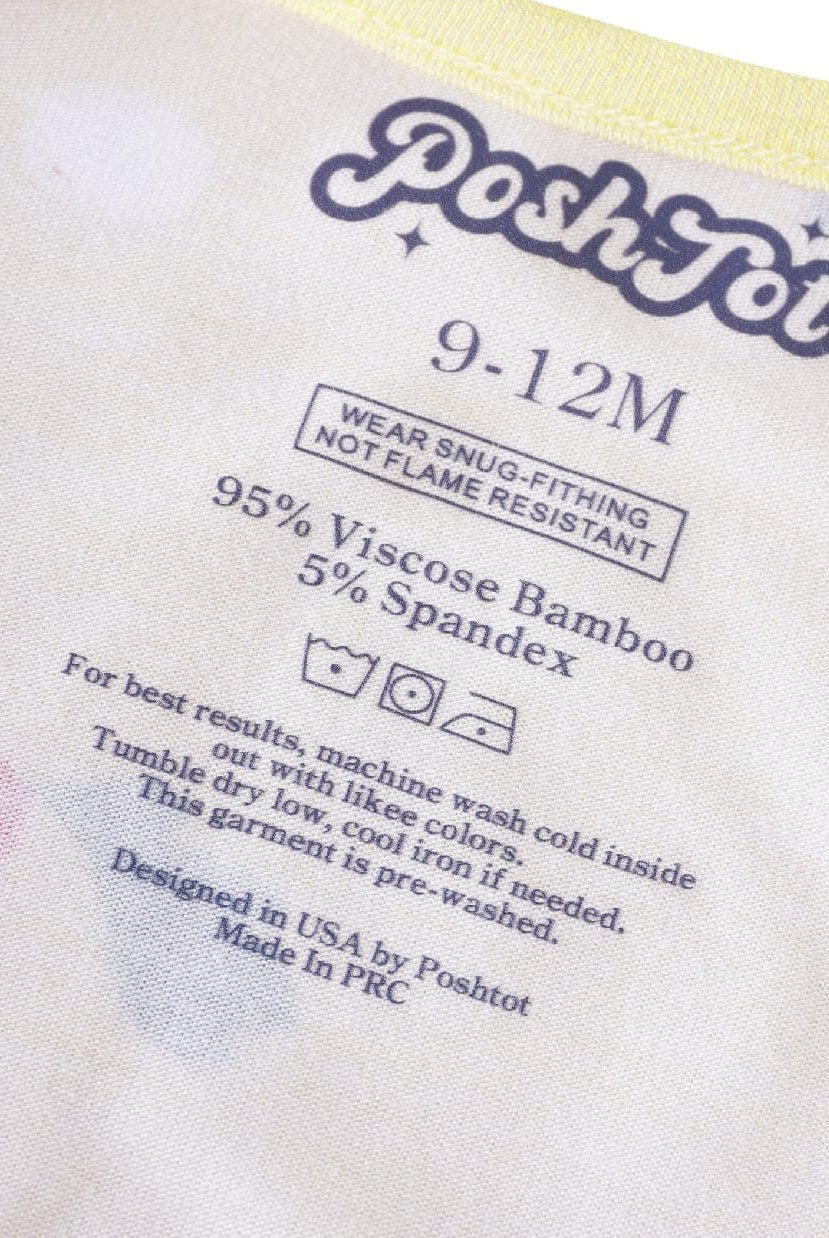 PoshTot
9-12M
WEAR SNUG-FITHING
NOT FLAME RESISTANT
95% Viscose Bamboo
5% Spandex
For best results, machine wash cold inside
out with likee colors.
Tumble dry low, cool iron if needed.
This garment is pre-washed.
Designed in USA by Poshtot
Made In PRC